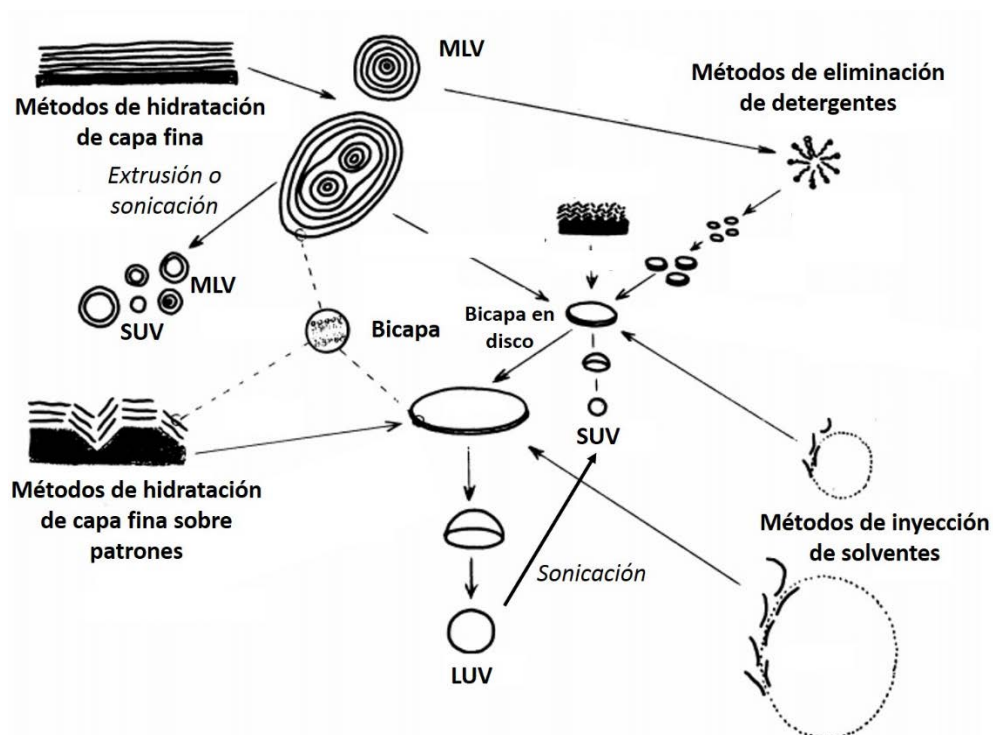 MLV
Métodos de hidratación
de capa fina
Métodos de eliminación
de detergentes
Extrusión o
sonicación
MLV
SUV
Bicapa
Bicapa en
disco
SUV
Métodos de hidratación
de capa fina sobre
patrones
Métodos de inyección
de solventes
Sonicación
LUV